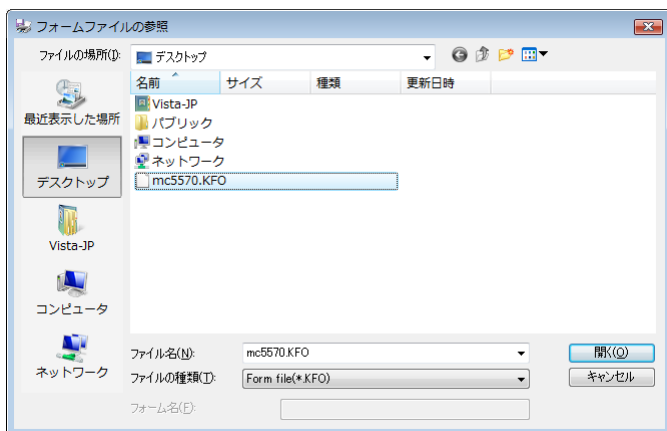 フォームファイルの参照
ファイルの場所(I):
デスクトップ
名前 サイズ 種類 更新日時
Vista-JP
パブリック
コンピュータ
ネットワーク
mc5570.KFO
最近表示した場所
デスクトップ
Vista-JP
コンピュータ
ネットワーク
ファイル名(N): mc5570.KFO 開く(O)
ファイルの種類(T): Form file(*.KFO) キャンセル
フォーム名(F):